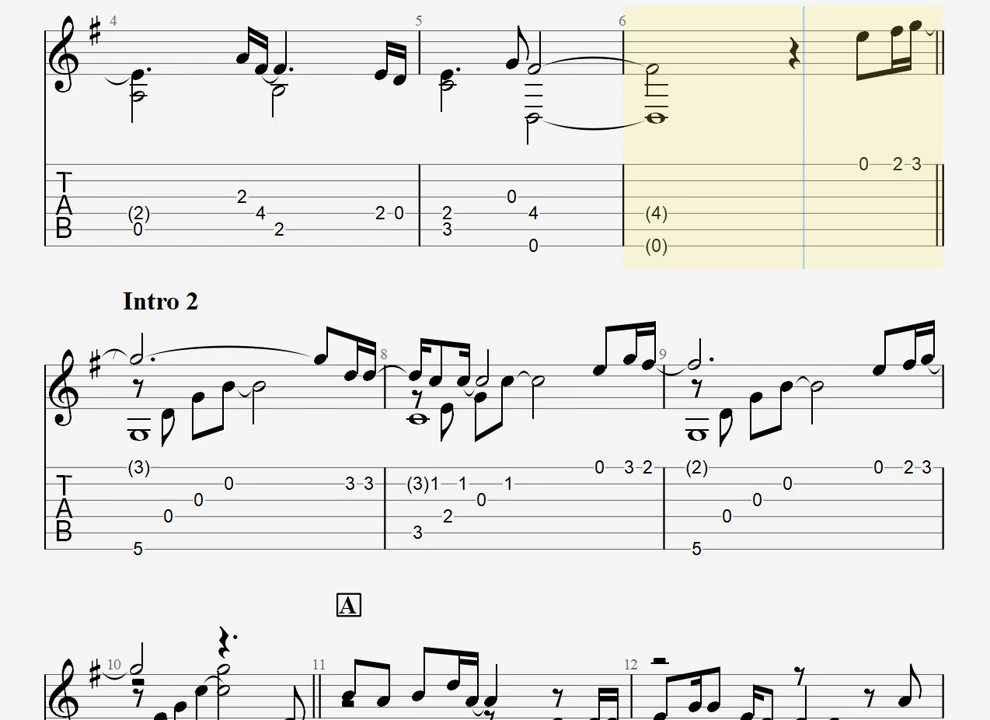 4 5 6
T 0 2 3
2 0
A (2) 4 2 0 2 4 (4)
B 0 2 3
0 (0)
Intro 2
7 8 9
(3) 0 3 2 (2) 0 2 3
T 0 3 3 (3) 1 1 1 0
0 0 0
A 0 2 0
B 3
5 5
A
10 11 12